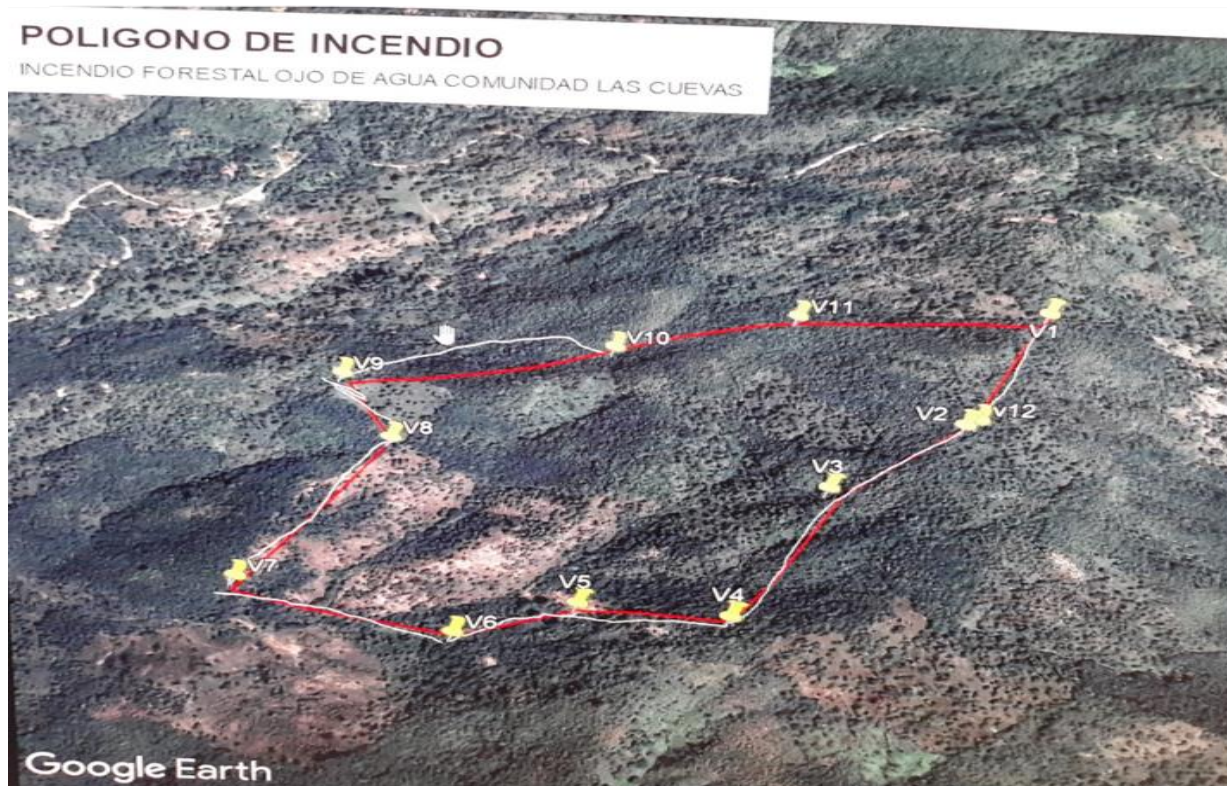 POLIGONO DE INCENDIO
INCENDIO FORESTAL OJO DE AGUA COMUNIDAD LAS CUEVAS
V11
V1
V10
V9
V2 v12
V8
V3
V7
V5
V4
V6
Google Earth